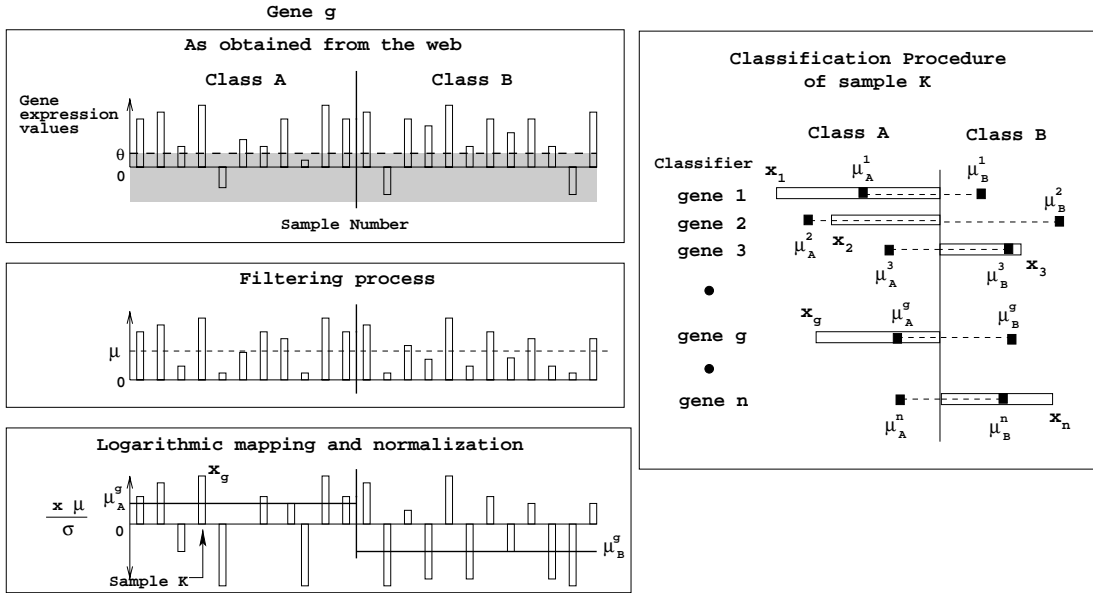 Gene g
As obtained from the web
Class A Class B
Gene
expression
values
θ
0
Sample Number
Filtering process
μ
0
Logarithmic mapping and normalization
x_g
μ_A^g
x μ
σ
0
μ_B^g
Sample K
Classification Procedure
of sample K
Class A Class B
Classifier
x_1 μ_A^1 μ_B^1
gene 1
μ_B^2
gene 2
μ_A^2 x_2
gene 3
μ_A^3 μ_B^3 x_3
x_g μ_A^g μ_B^g
gene g
gene n
μ_A^n μ_B^n x_n